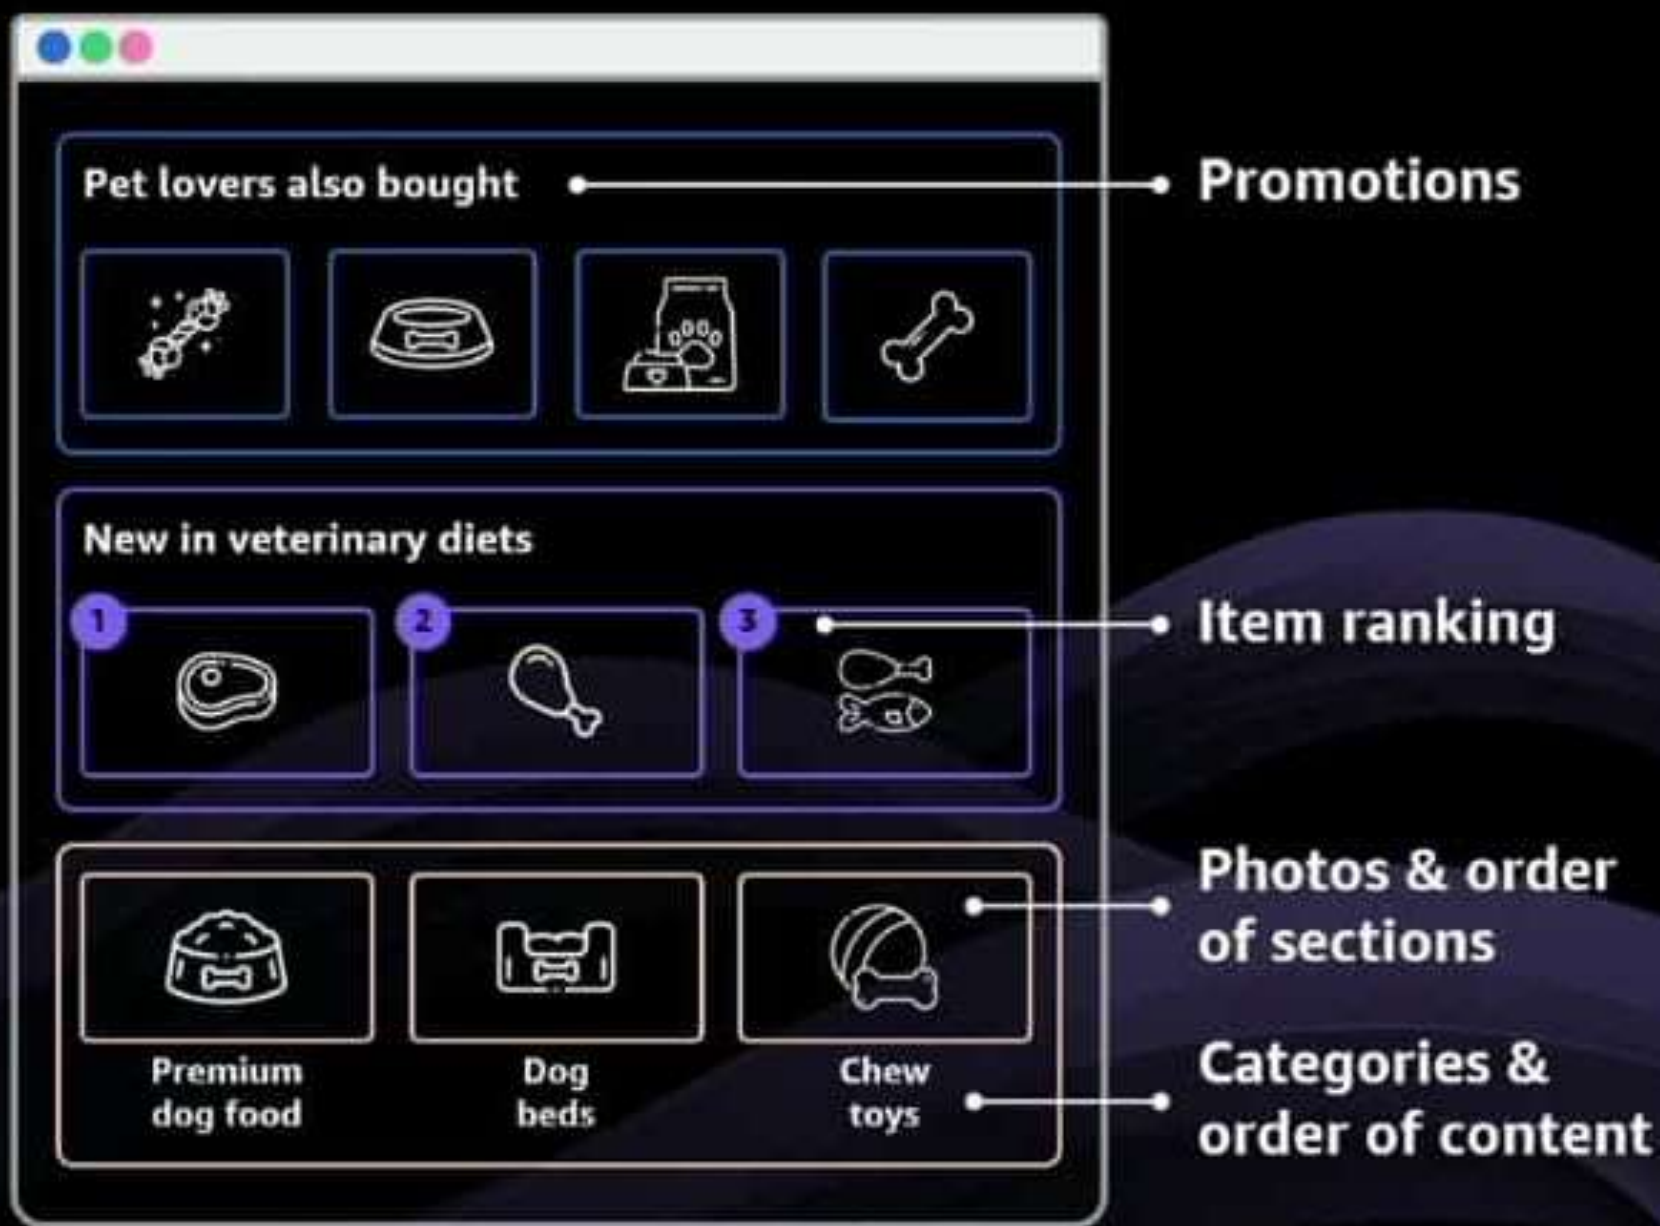 Pet lovers also bought
Promotions
New in veterinary diets
1
2
3
Item ranking
Photos & order
of sections
Premium
dog food
Dog
beds
Chew
toys
Categories &
order of content